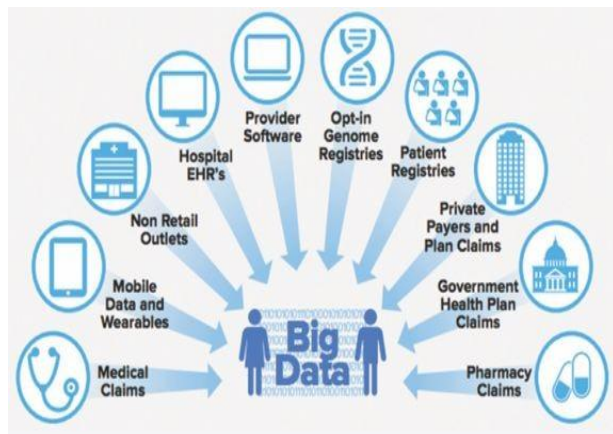 Provider
Software
Opt-in
Genome
Registries
Hospital
EHR's
Patient
Registries
Non Retail
Outlets
Private
Payers and
Plan Claims
Mobile
Data and
Wearables
Government
Health Plan
Claims
Medical
Claims
Big
Data
Pharmacy
Claims